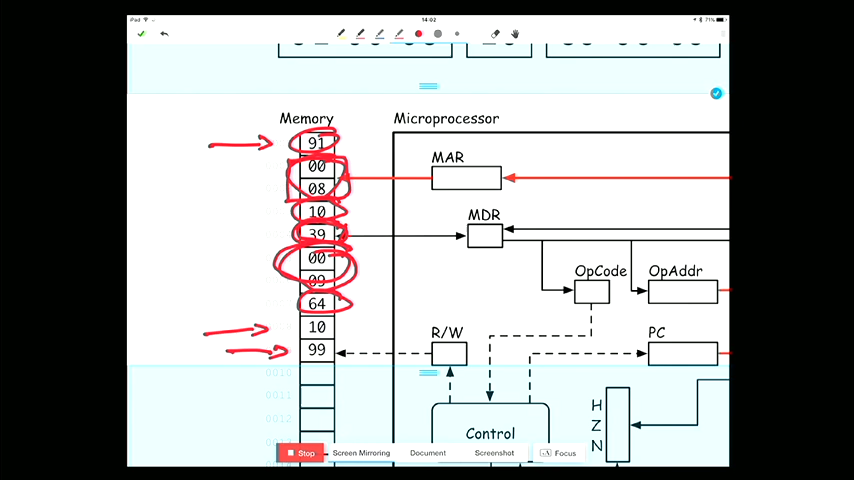 iPad
14:02
71%
Memory
Microprocessor
91
00
MAR
08
10
MDR
39
00
OpCode
OpAddr
09
64
10
R/W
PC
99
0010
0011
0012
H
Z
N
Control
Stop
Screen Mirroring
Document
Screenshot
Focus